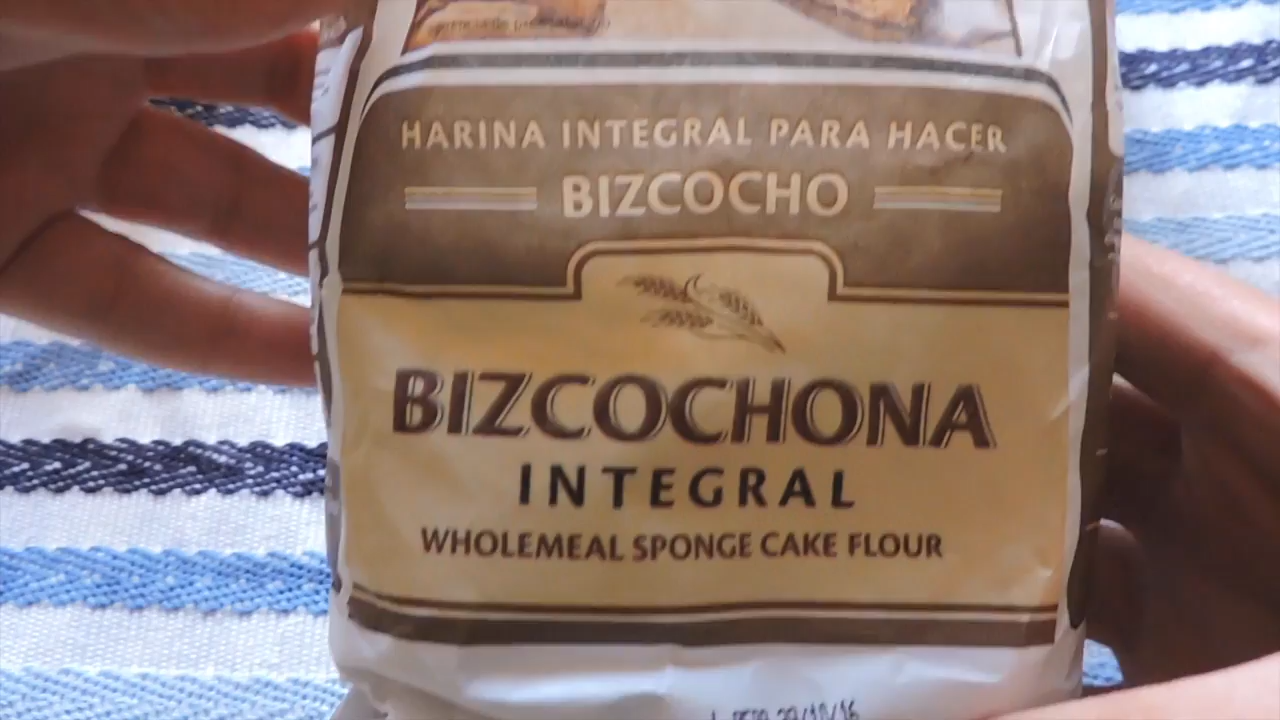 HARINA INTEGRAL PARA HACER
BIZCOCHO
BIZCOCHONA
INTEGRAL
WHOLEMEAL SPONGE CAKE FLOUR